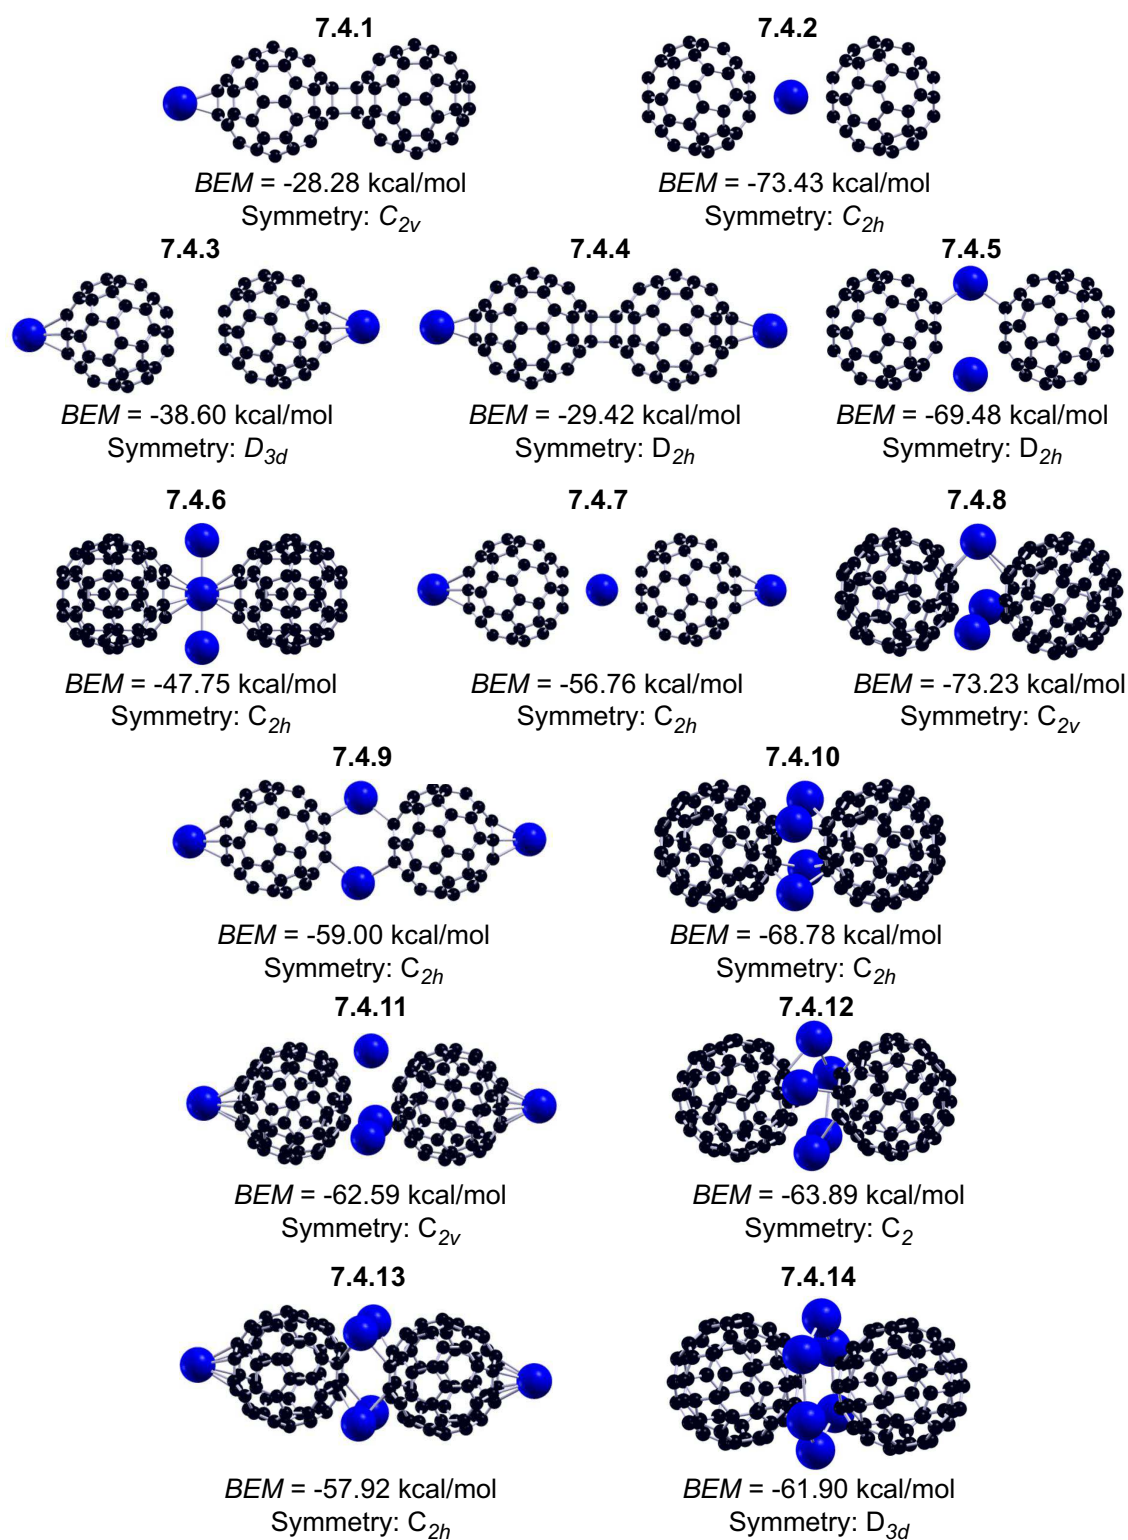 7.4.1
7.4.2
BEM = -28.28 kcal/mol
Symmetry: C2v
BEM = -73.43 kcal/mol
Symmetry: C2h
7.4.3
7.4.4
7.4.5
BEM = -38.60 kcal/mol
Symmetry: D3d
BEM = -29.42 kcal/mol
Symmetry: D2h
BEM = -69.48 kcal/mol
Symmetry: D2h
7.4.6
7.4.7
7.4.8
BEM = -47.75 kcal/mol
Symmetry: C2h
BEM = -56.76 kcal/mol
Symmetry: C2h
BEM = -73.23 kcal/mol
Symmetry: C2v
7.4.9
7.4.10
BEM = -59.00 kcal/mol
Symmetry: C2h
BEM = -68.78 kcal/mol
Symmetry: C2h
7.4.11
7.4.12
BEM = -62.59 kcal/mol
Symmetry: C2v
BEM = -63.89 kcal/mol
Symmetry: C2
7.4.13
7.4.14
BEM = -57.92 kcal/mol
Symmetry: C2h
BEM = -61.90 kcal/mol
Symmetry: D3d